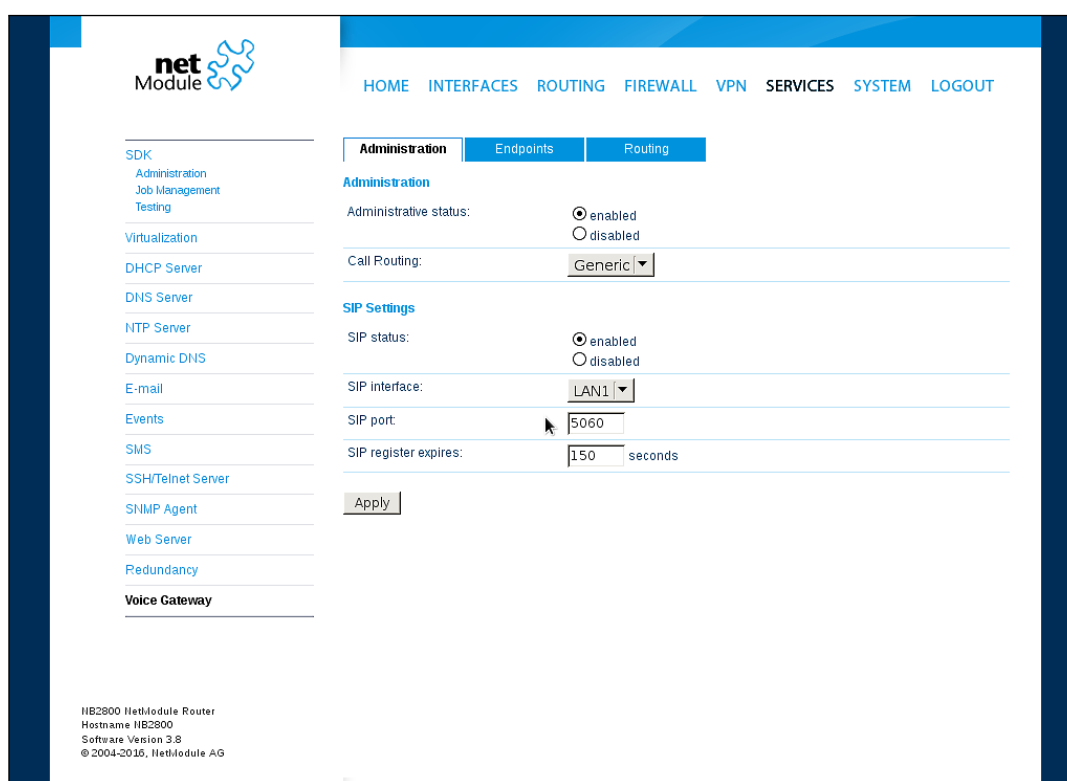 net
Module
HOME INTERFACES ROUTING FIREWALL VPN SERVICES SYSTEM LOGOUT
SDK
Administration
Job Management
Testing
Virtualization
DHCP Server
DNS Server
NTP Server
Dynamic DNS
E-mail
Events
SMS
SSH/Telnet Server
SNMP Agent
Web Server
Redundancy
Voice Gateway
Administration Endpoints Routing
Administration
Administrative status:
enabled
disabled
Call Routing: Generic
SIP Settings
SIP status:
enabled
disabled
SIP interface: LAN1
SIP port: 5060
SIP register expires: 150 seconds
Apply
NB2800 NetModule Router
Hostname NB2800
Software Version 3.8
© 2004-2016, NetModule AG